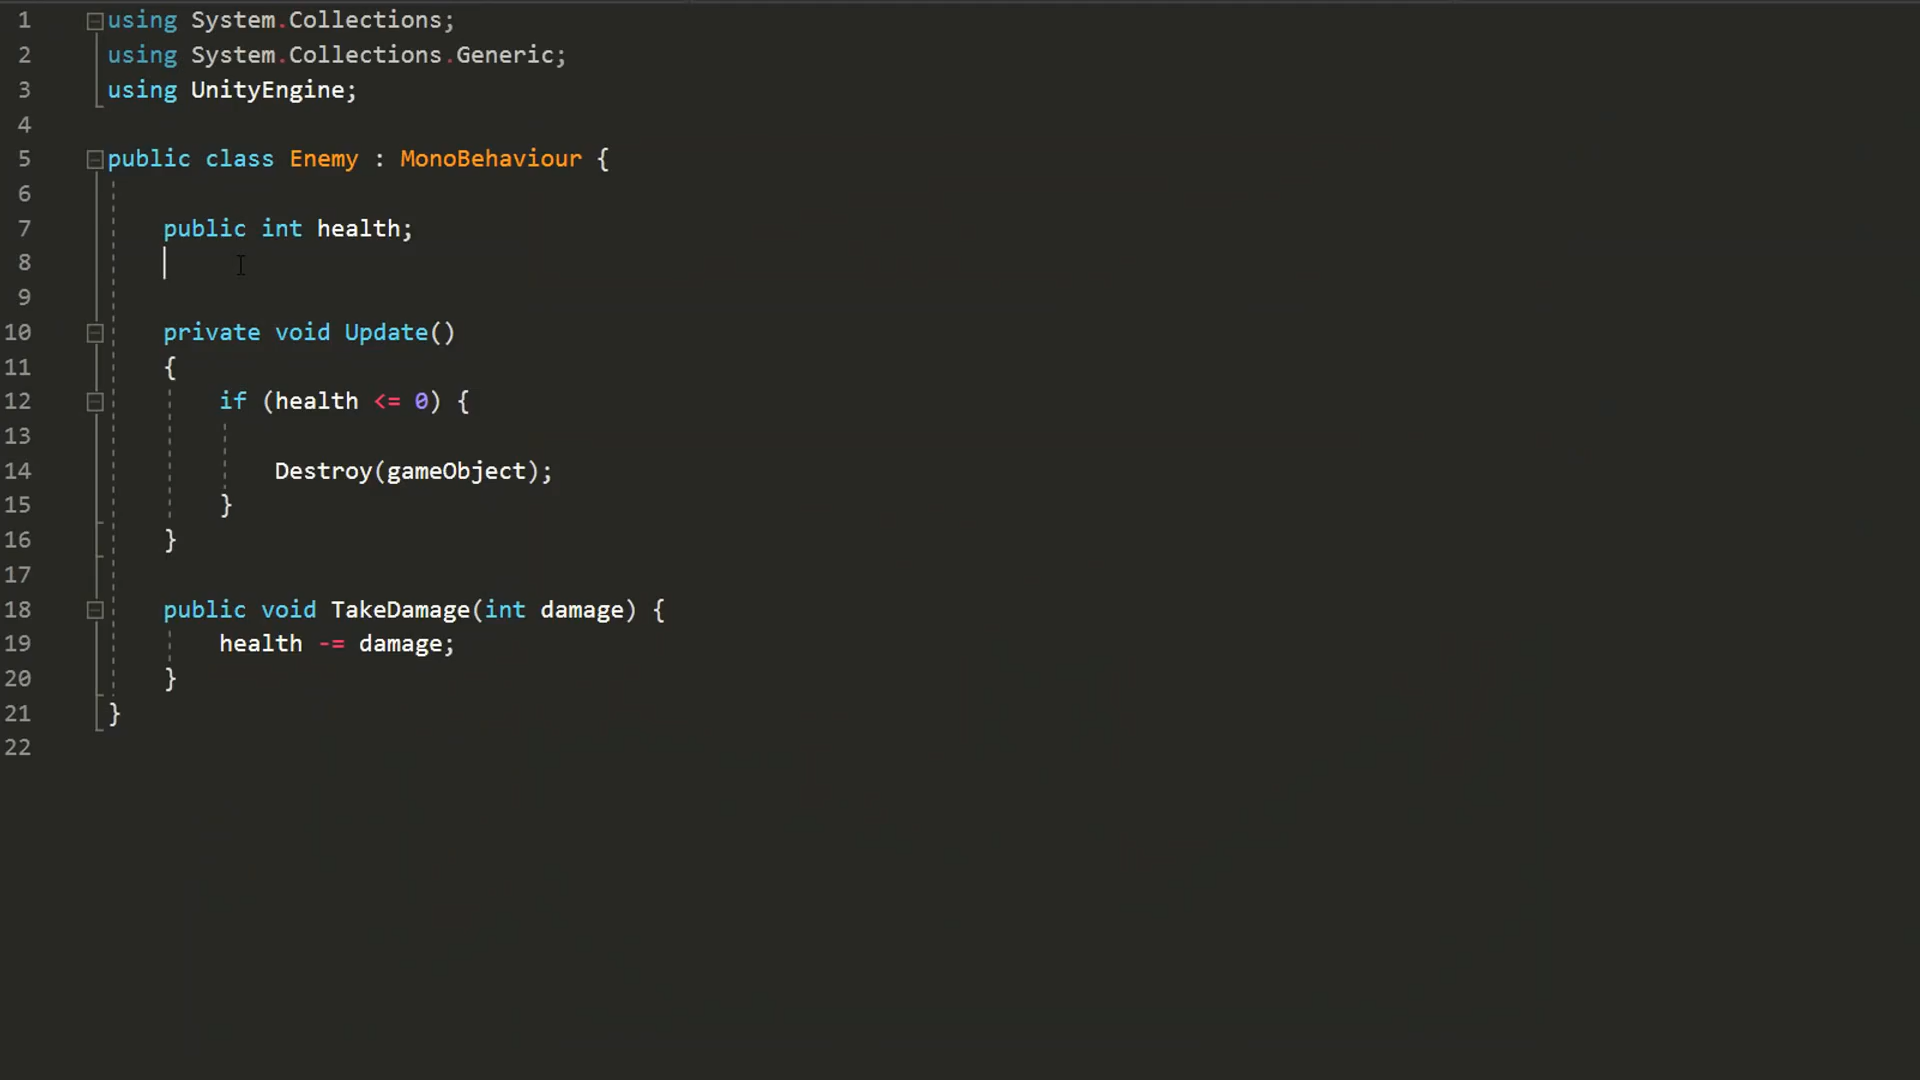 1 using System.Collections;
2 using System.Collections.Generic;
3 using UnityEngine;
4
5 public class Enemy : MonoBehaviour {
6
7 public int health;
8
9
10 private void Update()
11 {
12 if (health <= 0) {
13
14 Destroy(gameObject);
15 }
16 }
17
18 public void TakeDamage(int damage) {
19 health -= damage;
20 }
21 }
22